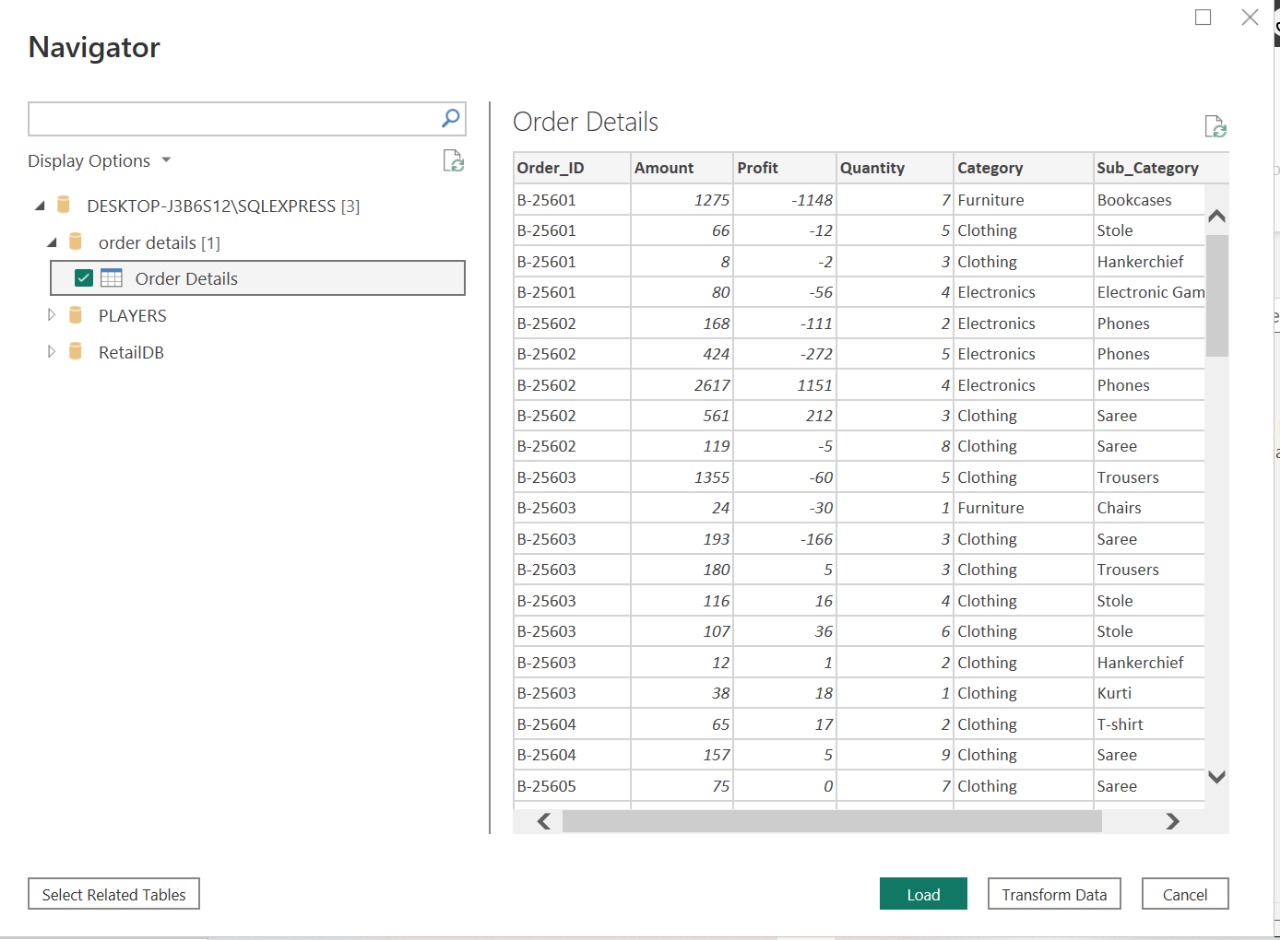 Navigator
Display Options
DESKTOP-J3B6S12\SQLEXPRESS [3]
order details [1]
Order Details
PLAYERS
RetailDB
Order Details
Order_ID Amount Profit Quantity Category Sub_Category
B-25601 1275 -1148 7 Furniture Bookcases
B-25601 66 -12 5 Clothing Stole
B-25601 8 -2 3 Clothing Hankerchief
B-25601 80 -56 4 Electronics Electronic Gam
B-25602 168 -111 2 Electronics Phones
B-25602 424 -272 5 Electronics Phones
B-25602 2617 1151 4 Electronics Phones
B-25602 561 212 3 Clothing Saree
B-25602 119 -5 8 Clothing Saree
B-25603 1355 -60 5 Clothing Trousers
B-25603 24 -30 1 Furniture Chairs
B-25603 193 -166 3 Clothing Saree
B-25603 180 5 3 Clothing Trousers
B-25603 116 16 4 Clothing Stole
B-25603 107 36 6 Clothing Stole
B-25603 12 1 2 Clothing Hankerchief
B-25603 38 18 1 Clothing Kurti
B-25604 65 17 2 Clothing T-shirt
B-25604 157 5 9 Clothing Saree
B-25605 75 0 7 Clothing Saree
Select Related Tables
Load
Transform Data
Cancel